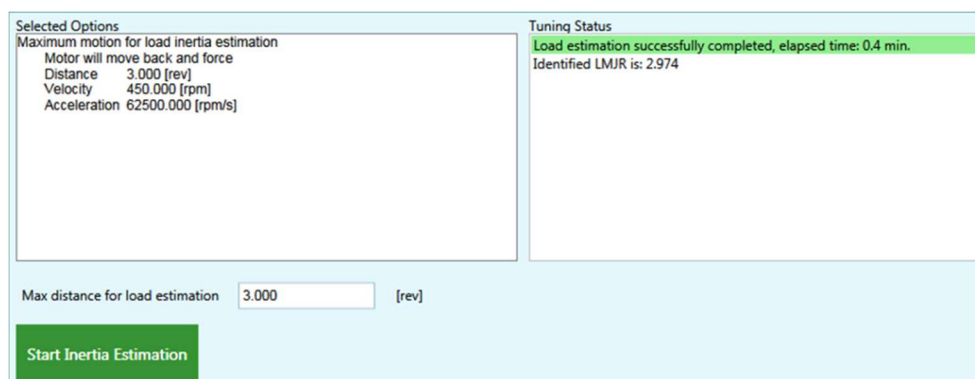 Selected Options
Maximum motion for load inertia estimation
Motor will move back and force
Distance 3.000 [rev]
Velocity 450.000 [rpm]
Acceleration 62500.000 [rpm/s]
Tuning Status
Load estimation successfully completed, elapsed time: 0.4 min.
Identified LMJR is: 2.974
Max distance for load estimation 3.000 [rev]
Start Inertia Estimation